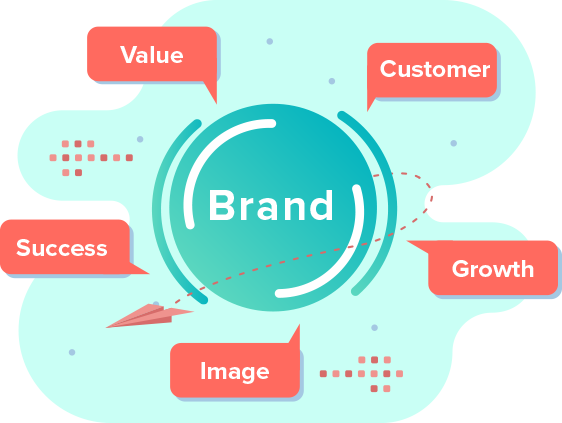 Value
Customer
Brand
Success
Growth
Image